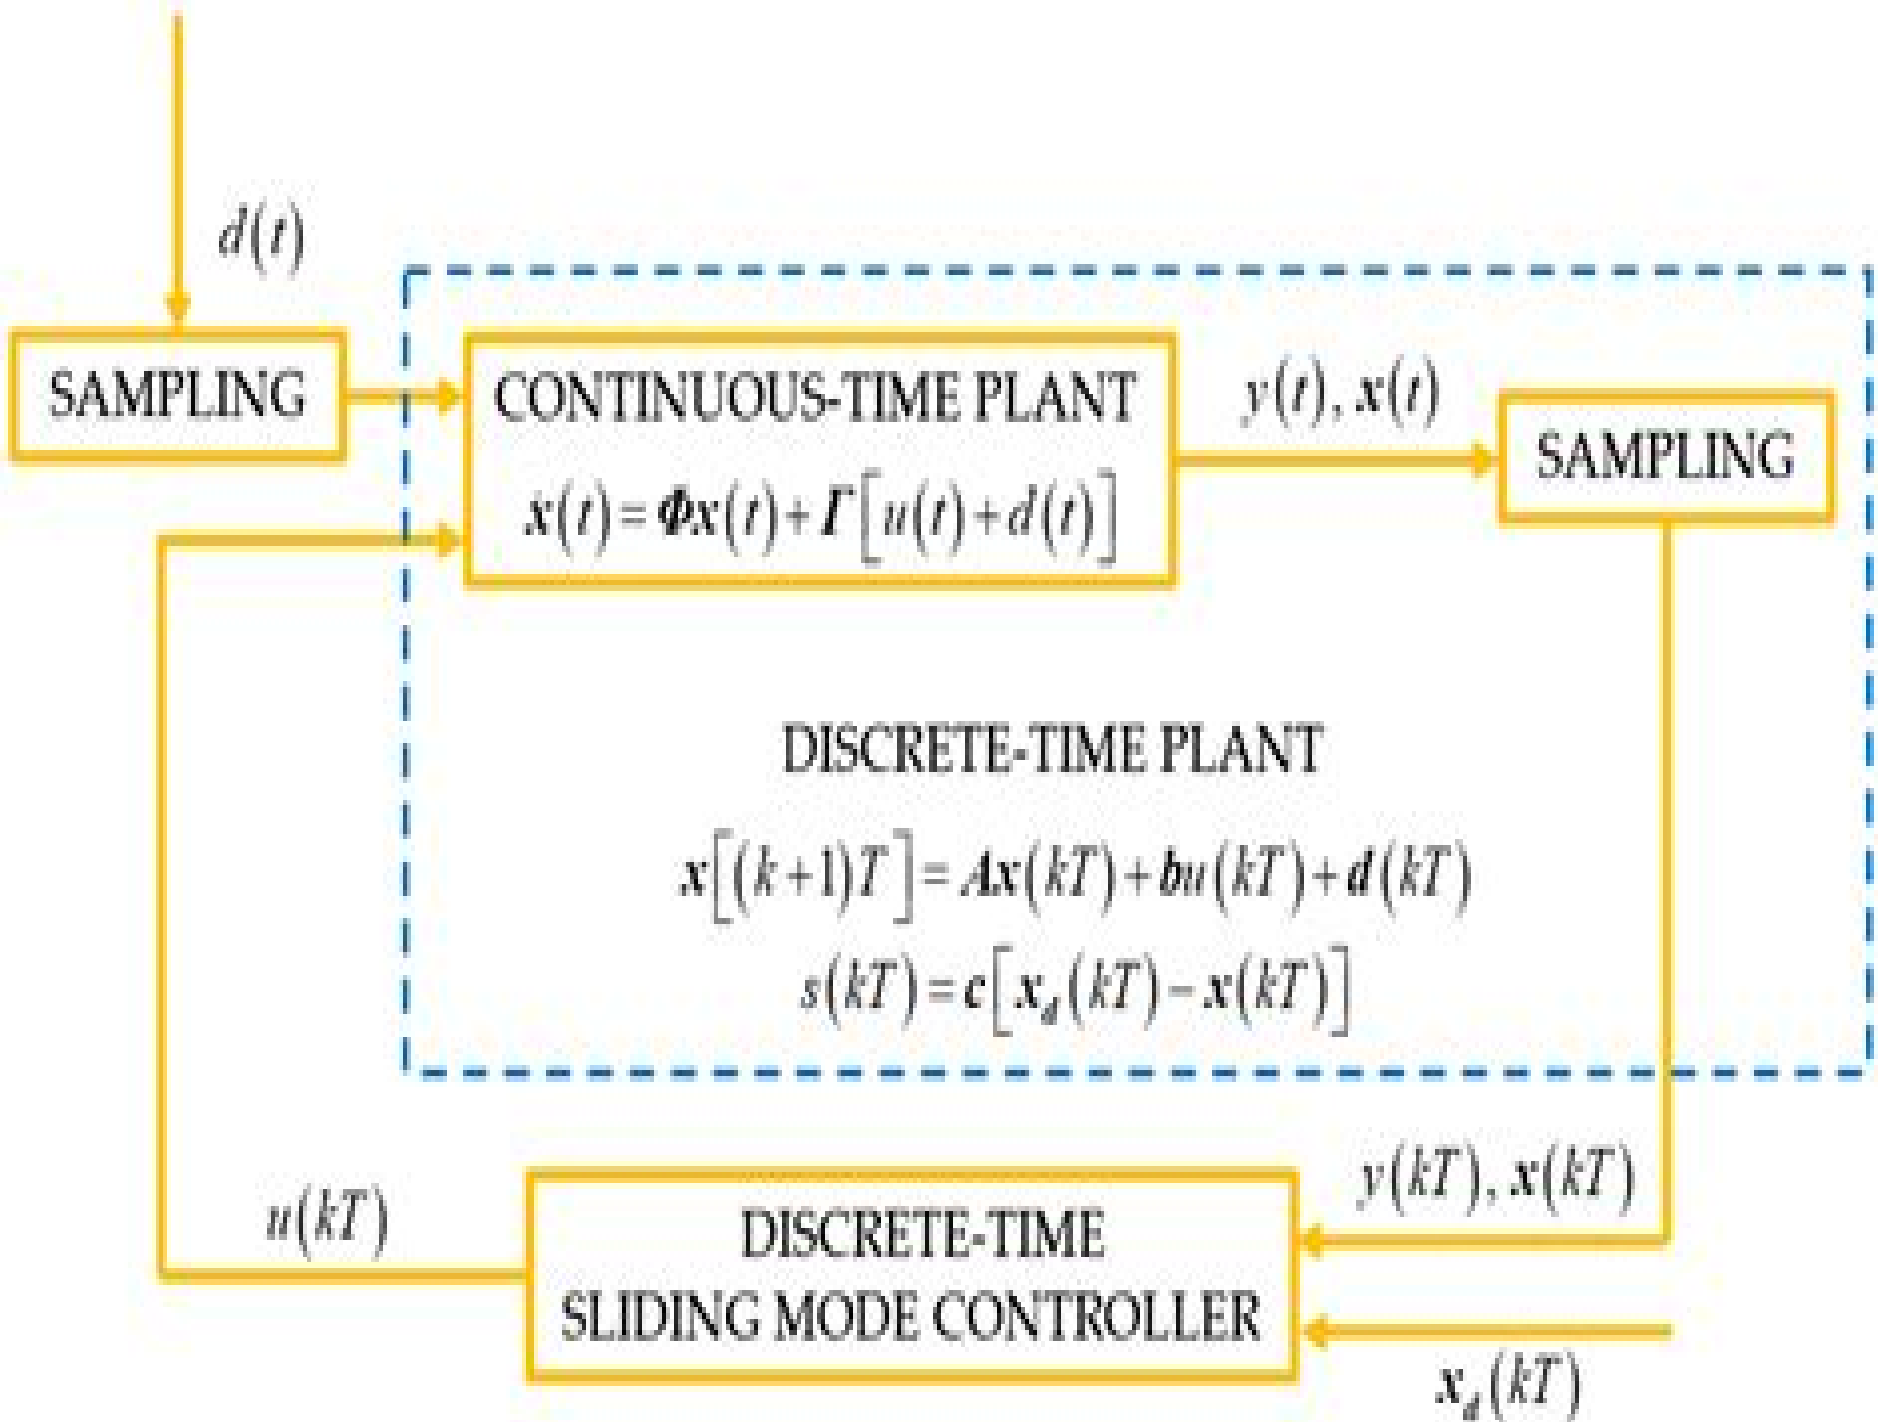 d(t)
SAMPLING
CONTINUOUS-TIME PLANT
ẋ(t) = Φx(t) + Γ[u(t) + d(t)]
y(t), x(t)
SAMPLING
DISCRETE-TIME PLANT
x[(k+1)T] = Ax(kT) + bu(kT) + d(kT)
s(kT) = c[x_d(kT) − x(kT)]
y(kT), x(kT)
u(kT)
DISCRETE-TIME
SLIDING MODE CONTROLLER
x_d(kT)